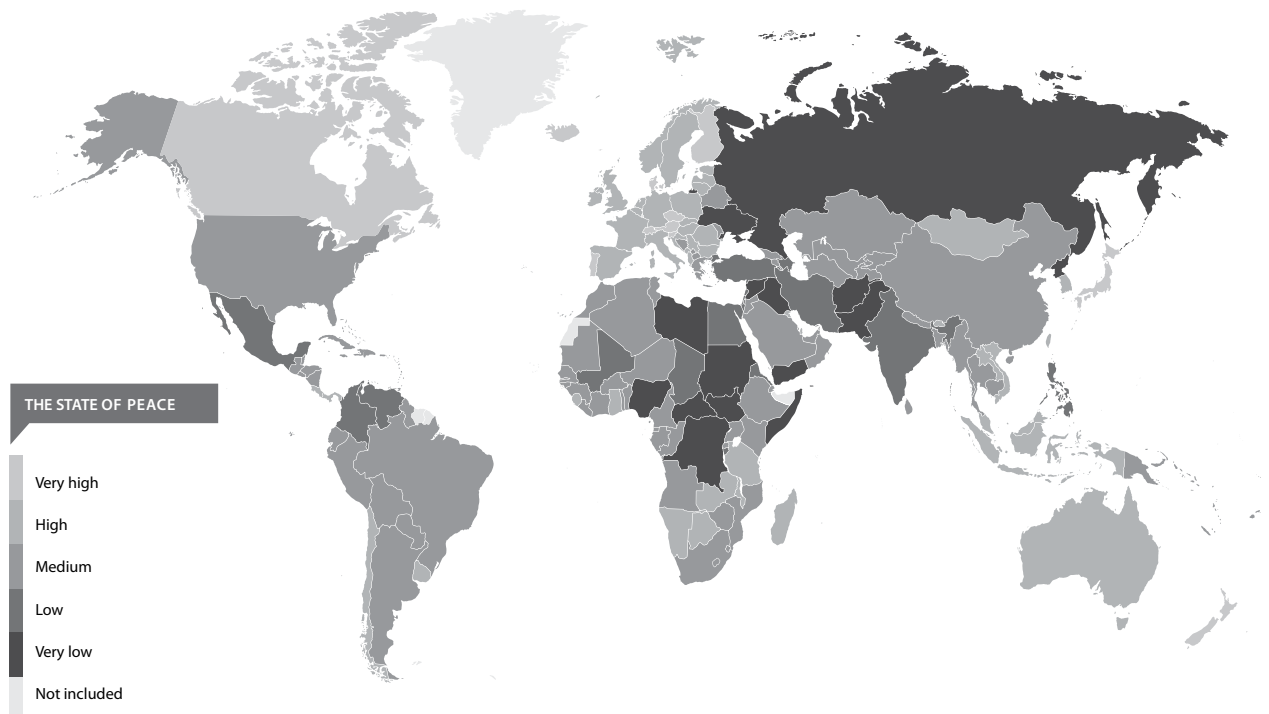 THE STATE OF PEACE
Very high
High
Medium
Low
Very low
Not included